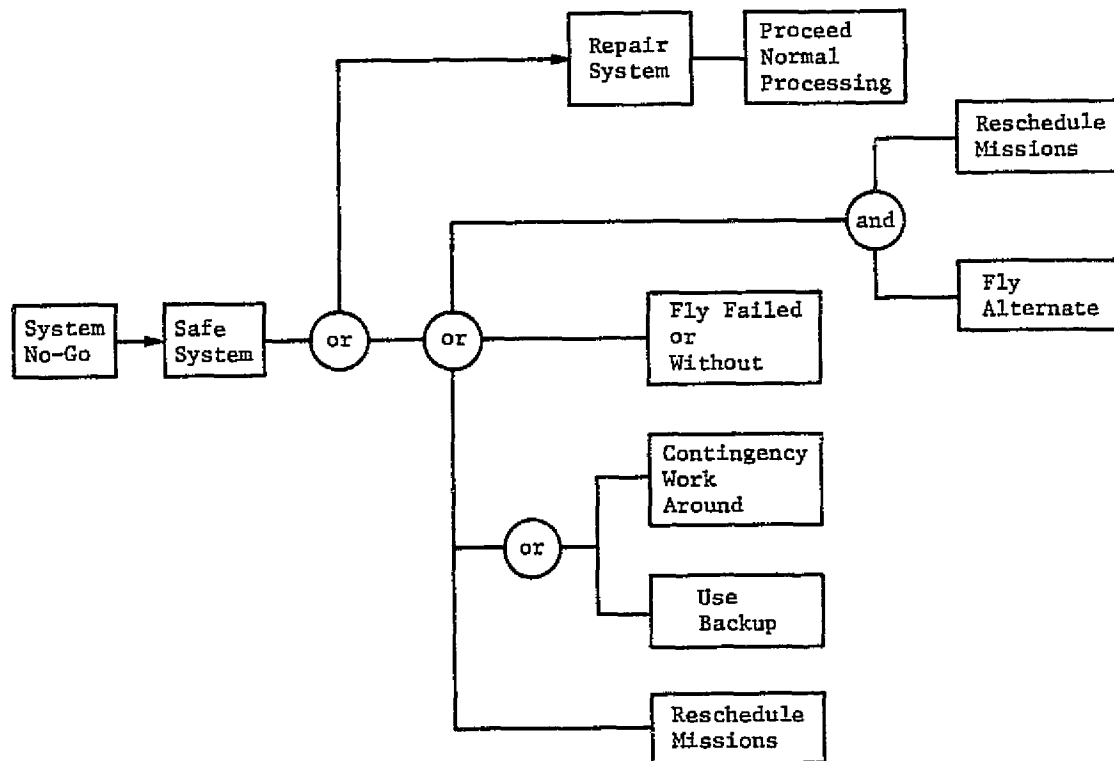 Repair
System
Proceed
Normal
Processing
Reschedule
Missions
and
Fly
Alternate
System
No-Go
Safe
System
or
or
Fly Failed
or
Without
Contingency
Work
Around
or
Use
Backup
Reschedule
Missions